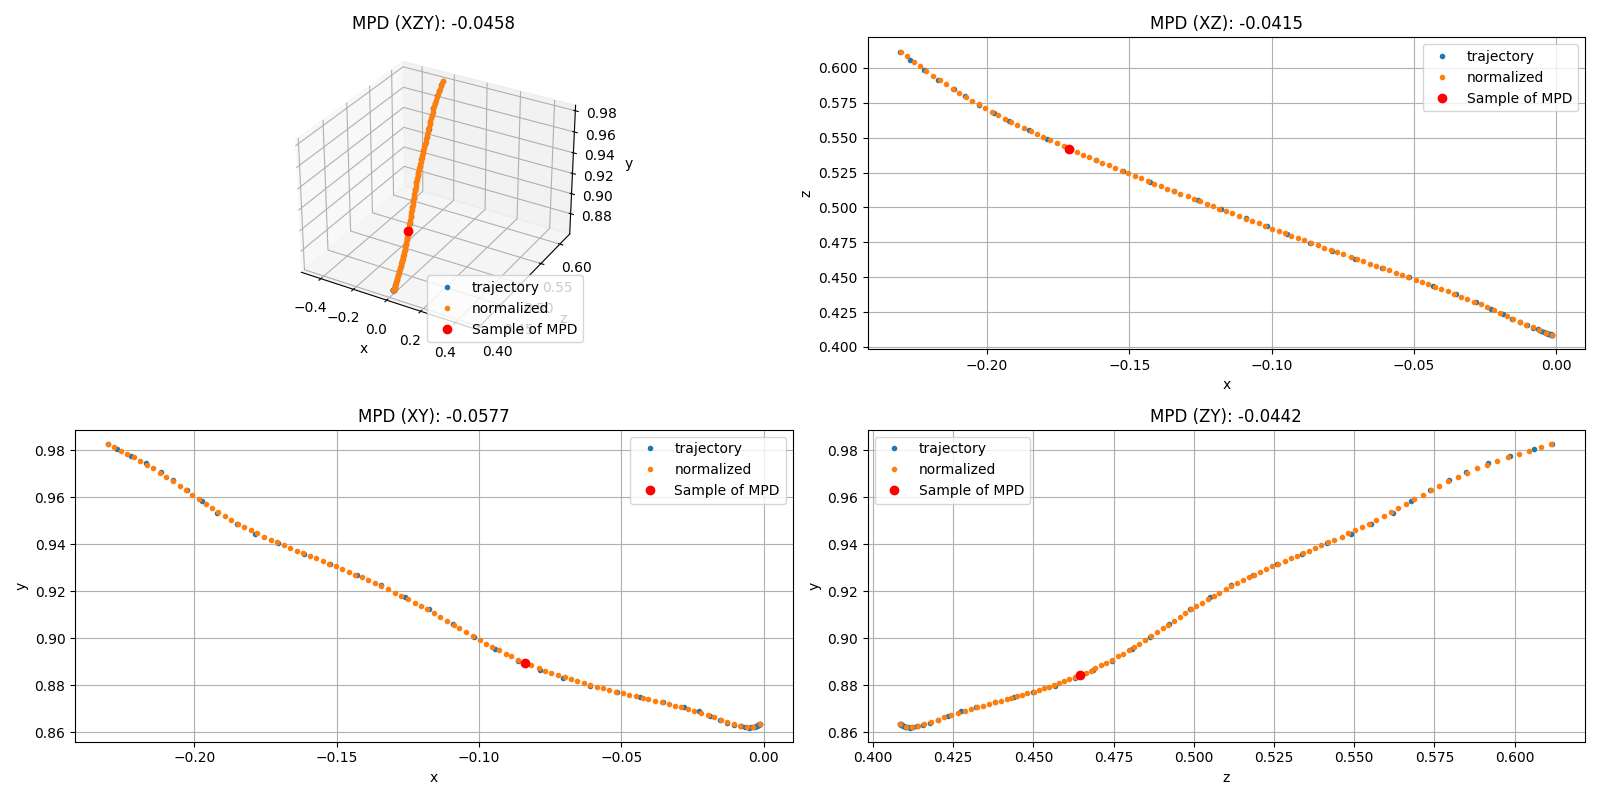 MPD (XZY): -0.0458
0.98
0.96
0.94
0.92
0.90
0.88
y
0.60
0.55
0.50
z
0.45
0.40
−0.4
−0.2
0.0
0.2
0.4
x
trajectory
normalized
Sample of MPD
MPD (XZ): -0.0415
trajectory
normalized
Sample of MPD
0.600
0.575
0.550
0.525
0.500
0.475
0.450
0.425
0.400
z
−0.20
−0.15
−0.10
−0.05
0.00
x
MPD (XY): -0.0577
trajectory
normalized
Sample of MPD
0.98
0.96
0.94
0.92
0.90
0.88
0.86
y
−0.20
−0.15
−0.10
−0.05
0.00
x
MPD (ZY): -0.0442
trajectory
normalized
Sample of MPD
0.98
0.96
0.94
0.92
0.90
0.88
0.86
y
0.400
0.425
0.450
0.475
0.500
0.525
0.550
0.575
0.600
z